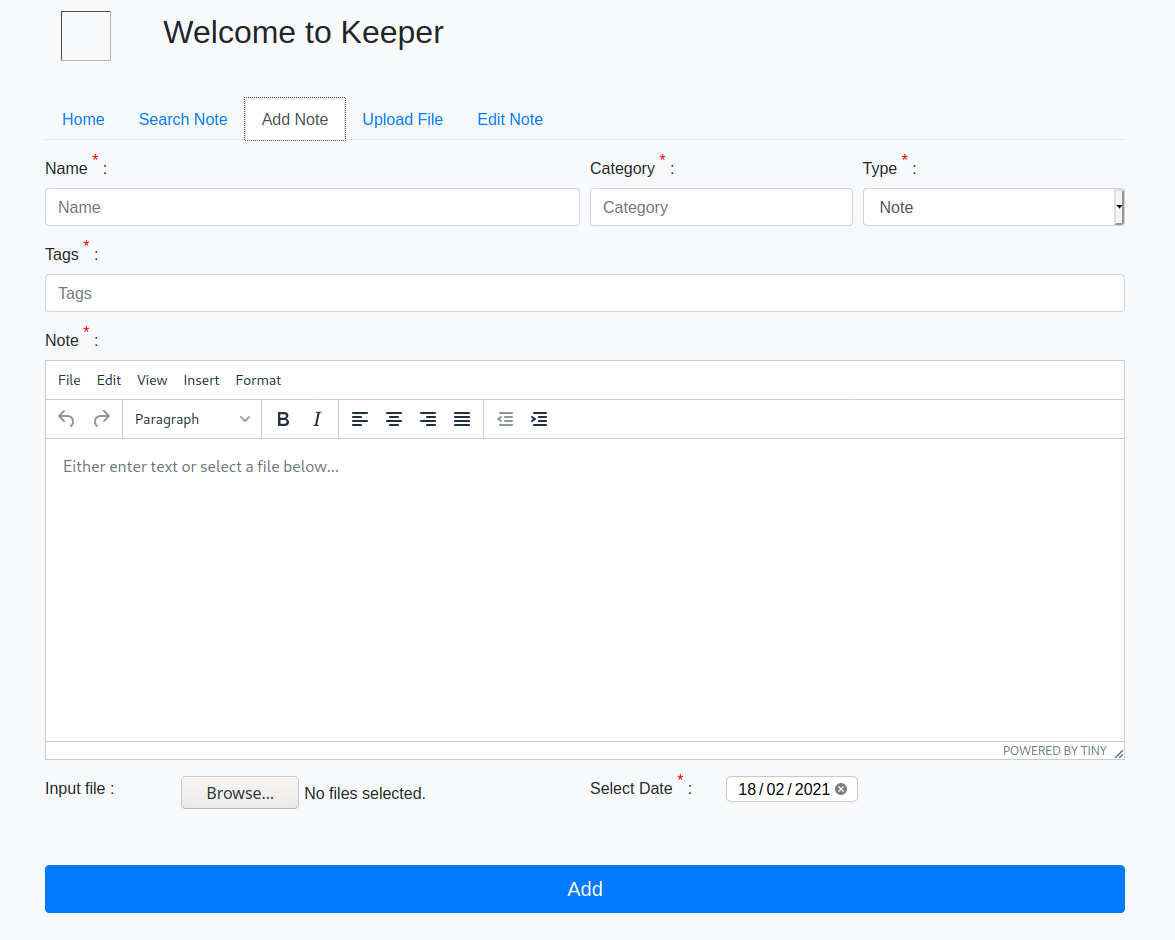 Welcome to Keeper
Home Search Note Add Note Upload File Edit Note
Name * : Category * : Type * :
Name Category Note
Tags * :
Tags
Note * :
File Edit View Insert Format
Paragraph B I
Either enter text or select a file below...
POWERED BY TINY
Input file : Browse... No files selected. Select Date * : 18/02/2021
Add